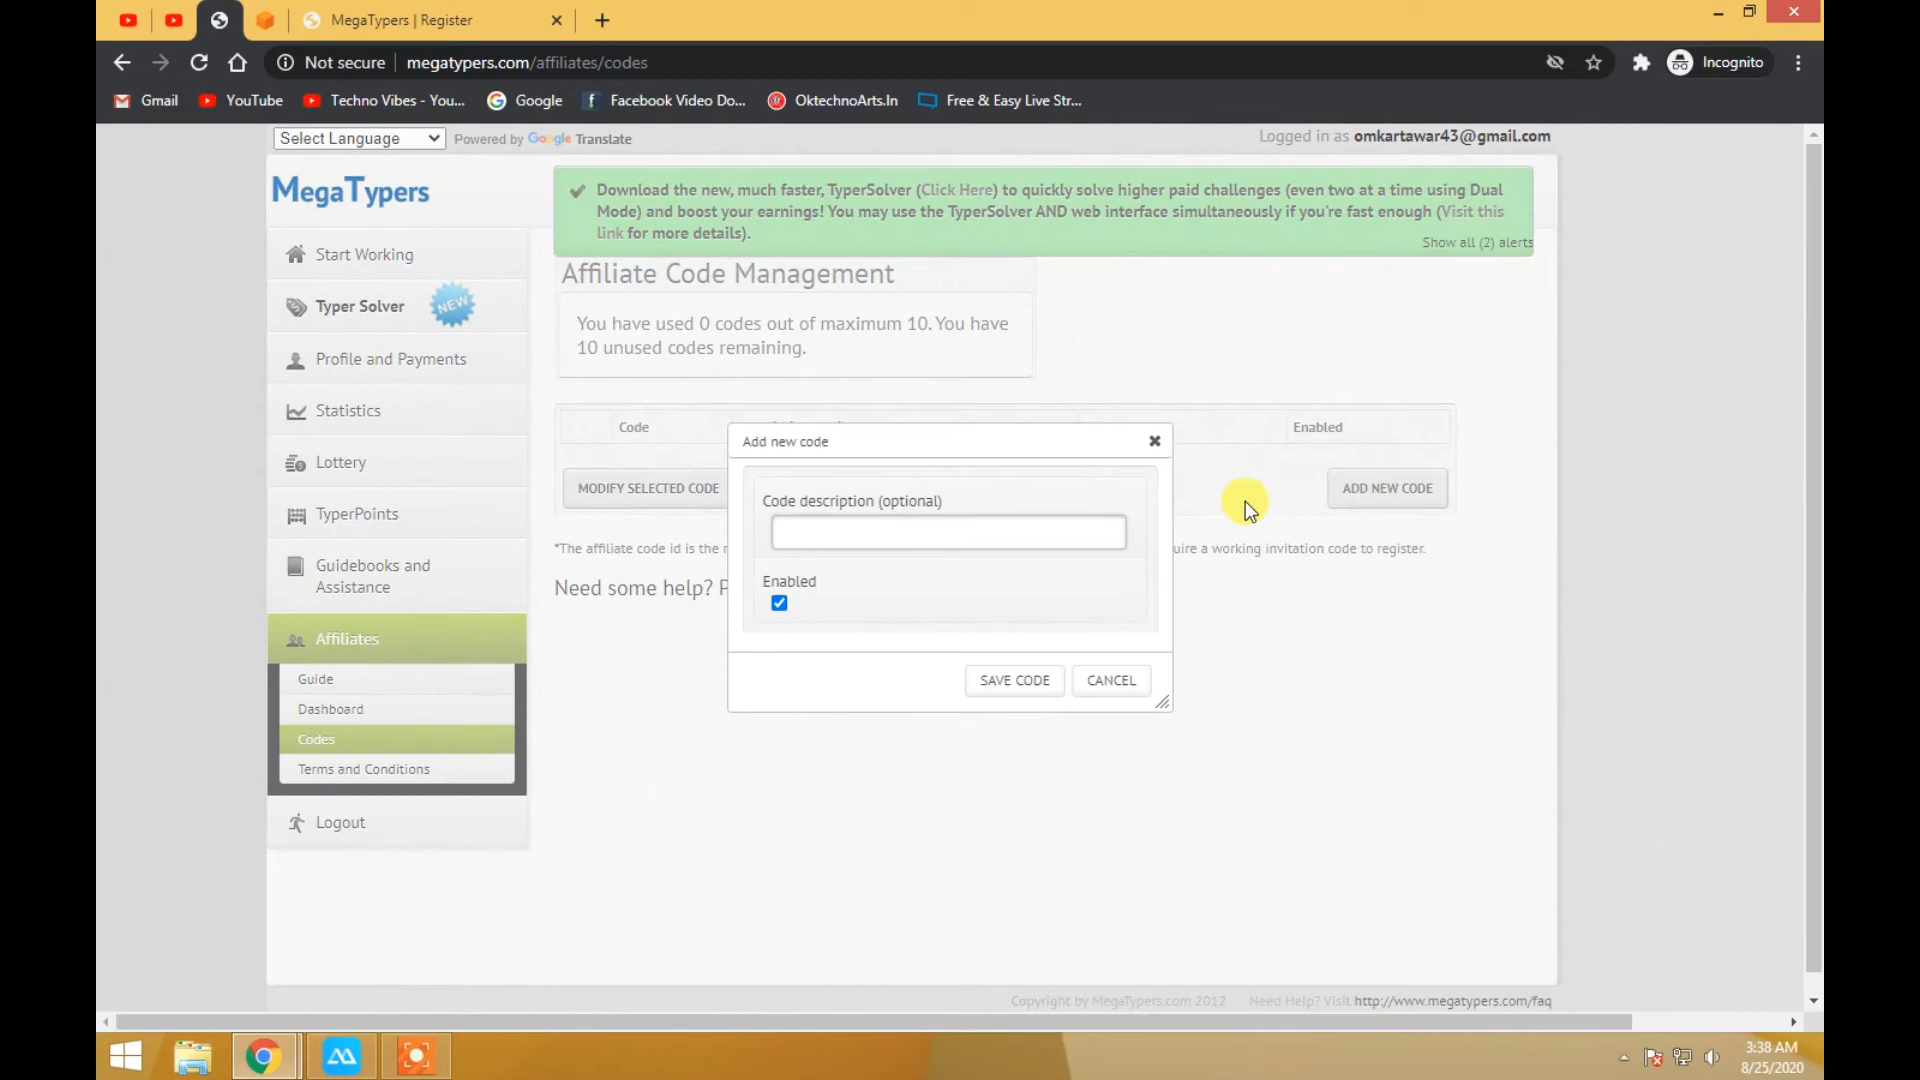 MegaTypers | Register
Not secure megatypers.com/affiliates/codes Incognito
Gmail YouTube Techno Vibes - You... Google Facebook Video Do... OktechnoArts.In Free & Easy Live Str...
Select Language Powered by Google Translate
Logged in as omkartawar43@gmail.com
MegaTypers
Download the new, much faster, TyperSolver (Click Here) to quickly solve higher paid challenges (even two at a time using Dual
Mode) and boost your earnings! You may use the TyperSolver AND web interface simultaneously if you're fast enough (Visit this
link for more details).
Show all (2) alerts
Start Working
Typer Solver NEW
Profile and Payments
Statistics
Lottery
TyperPoints
Guidebooks and
Assistance
Affiliates
Guide
Dashboard
Codes
Terms and Conditions
Logout
Affiliate Code Management
You have used 0 codes out of maximum 10. You have
10 unused codes remaining.
Code Enabled
MODIFY SELECTED CODE ADD NEW CODE
*The affiliate code id is the uire a working invitation code to register.
Need some help? P
Add new code
Code description (optional)
Enabled
SAVE CODE CANCEL
Copyright by MegaTypers.com 2012 Need Help? Visit http://www.megatypers.com/faq
3:38 AM
8/25/2020